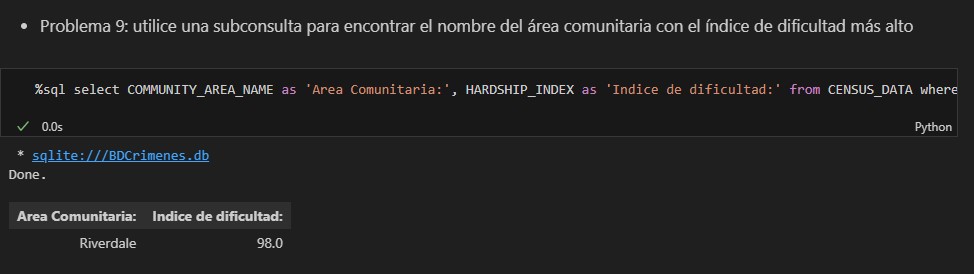 • Problema 9: utilice una subconsulta para encontrar el nombre del área comunitaria con el índice de dificultad más alto
%sql select COMMUNITY_AREA_NAME as 'Area Comunitaria:', HARDSHIP_INDEX as 'Indice de dificultad:' from CENSUS_DATA where
✓ 0.0s Python
* sqlite:///BDCrimenes.db
Done.
Area Comunitaria: Indice de dificultad:
Riverdale 98.0